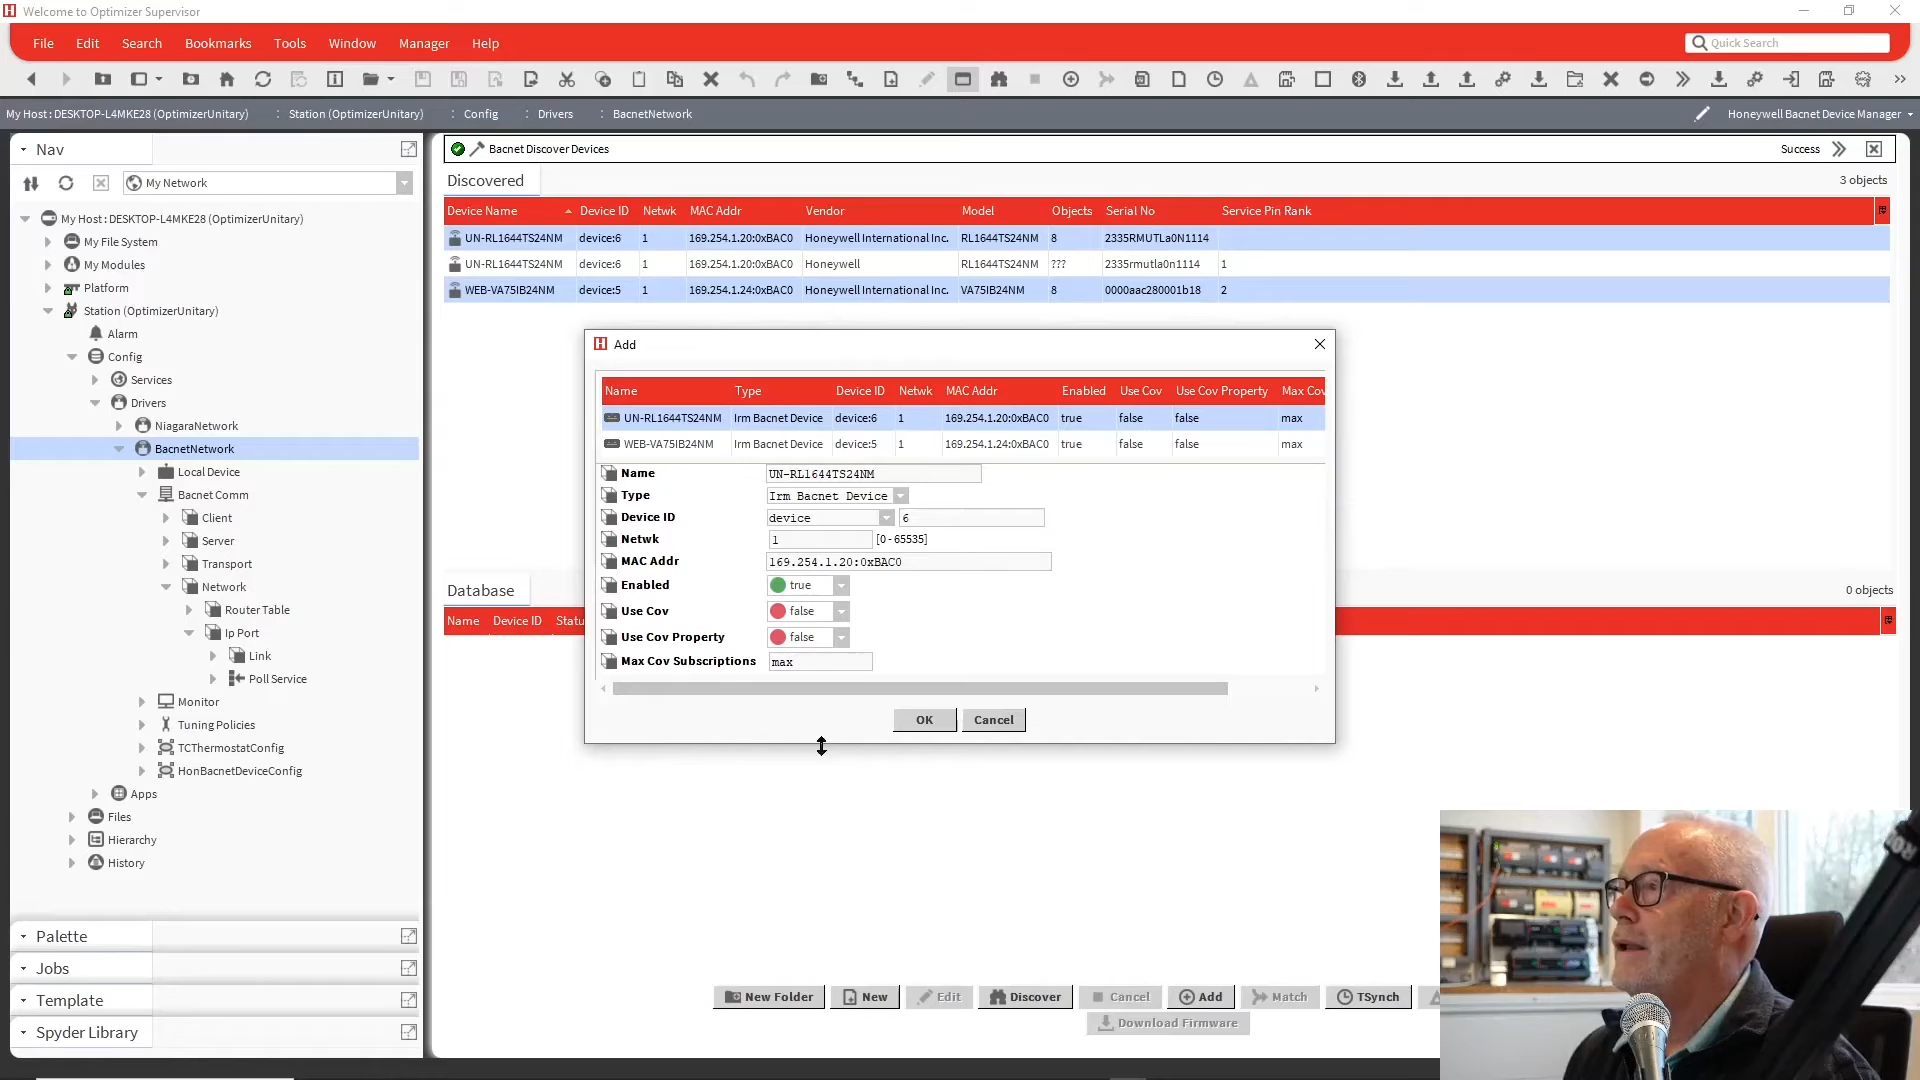 Welcome to Optimizer Supervisor
File Edit Search Bookmarks Tools Window Manager Help
Quick Search
My Host : DESKTOP-L4MKE28 (OptimizerUnitary) : Station (OptimizerUnitary) : Config : Drivers : BacnetNetwork
Honeywell Bacnet Device Manager
Nav
My Network
My Host : DESKTOP-L4MKE28 (OptimizerUnitary)
My File System
My Modules
Platform
Station (OptimizerUnitary)
Alarm
Config
Services
Drivers
NiagaraNetwork
BacnetNetwork
Local Device
Bacnet Comm
Client
Server
Transport
Network
Router Table
Ip Port
Link
Poll Service
Monitor
Tuning Policies
TCThermostatConfig
HonBacnetDeviceConfig
Apps
Files
Hierarchy
History
Palette
Jobs
Template
Spyder Library
Bacnet Discover Devices
Success
Discovered
3 objects
Device Name Device ID Netwk MAC Addr Vendor Model Objects Serial No Service Pin Rank
UN-RL1644TS24NM device:6 1 169.254.1.20:0xBAC0 Honeywell International Inc. RL1644TS24NM 8 2335RMUTLa0N1114
UN-RL1644TS24NM device:6 1 169.254.1.20:0xBAC0 Honeywell RL1644TS24NM ??? 2335rmutla0n1114 1
WEB-VA75IB24NM device:5 1 169.254.1.24:0xBAC0 Honeywell International Inc. VA75IB24NM 8 0000aac280001b18 2
Add
Name Type Device ID Netwk MAC Addr Enabled Use Cov Use Cov Property Max Cov
UN-RL1644TS24NM Irm Bacnet Device device:6 1 169.254.1.20:0xBAC0 true false false max
WEB-VA75IB24NM Irm Bacnet Device device:5 1 169.254.1.24:0xBAC0 true false false max
Name UN-RL1644TS24NM
Type Irm Bacnet Device
Device ID device 6
Netwk 1 [0-65535]
MAC Addr 169.254.1.20:0xBAC0
Enabled true
Use Cov false
Use Cov Property false
Max Cov Subscriptions max
OK Cancel
Database
0 objects
Name Device ID Statu
New Folder New Edit Discover Cancel Add Match TSynch
Download Firmware